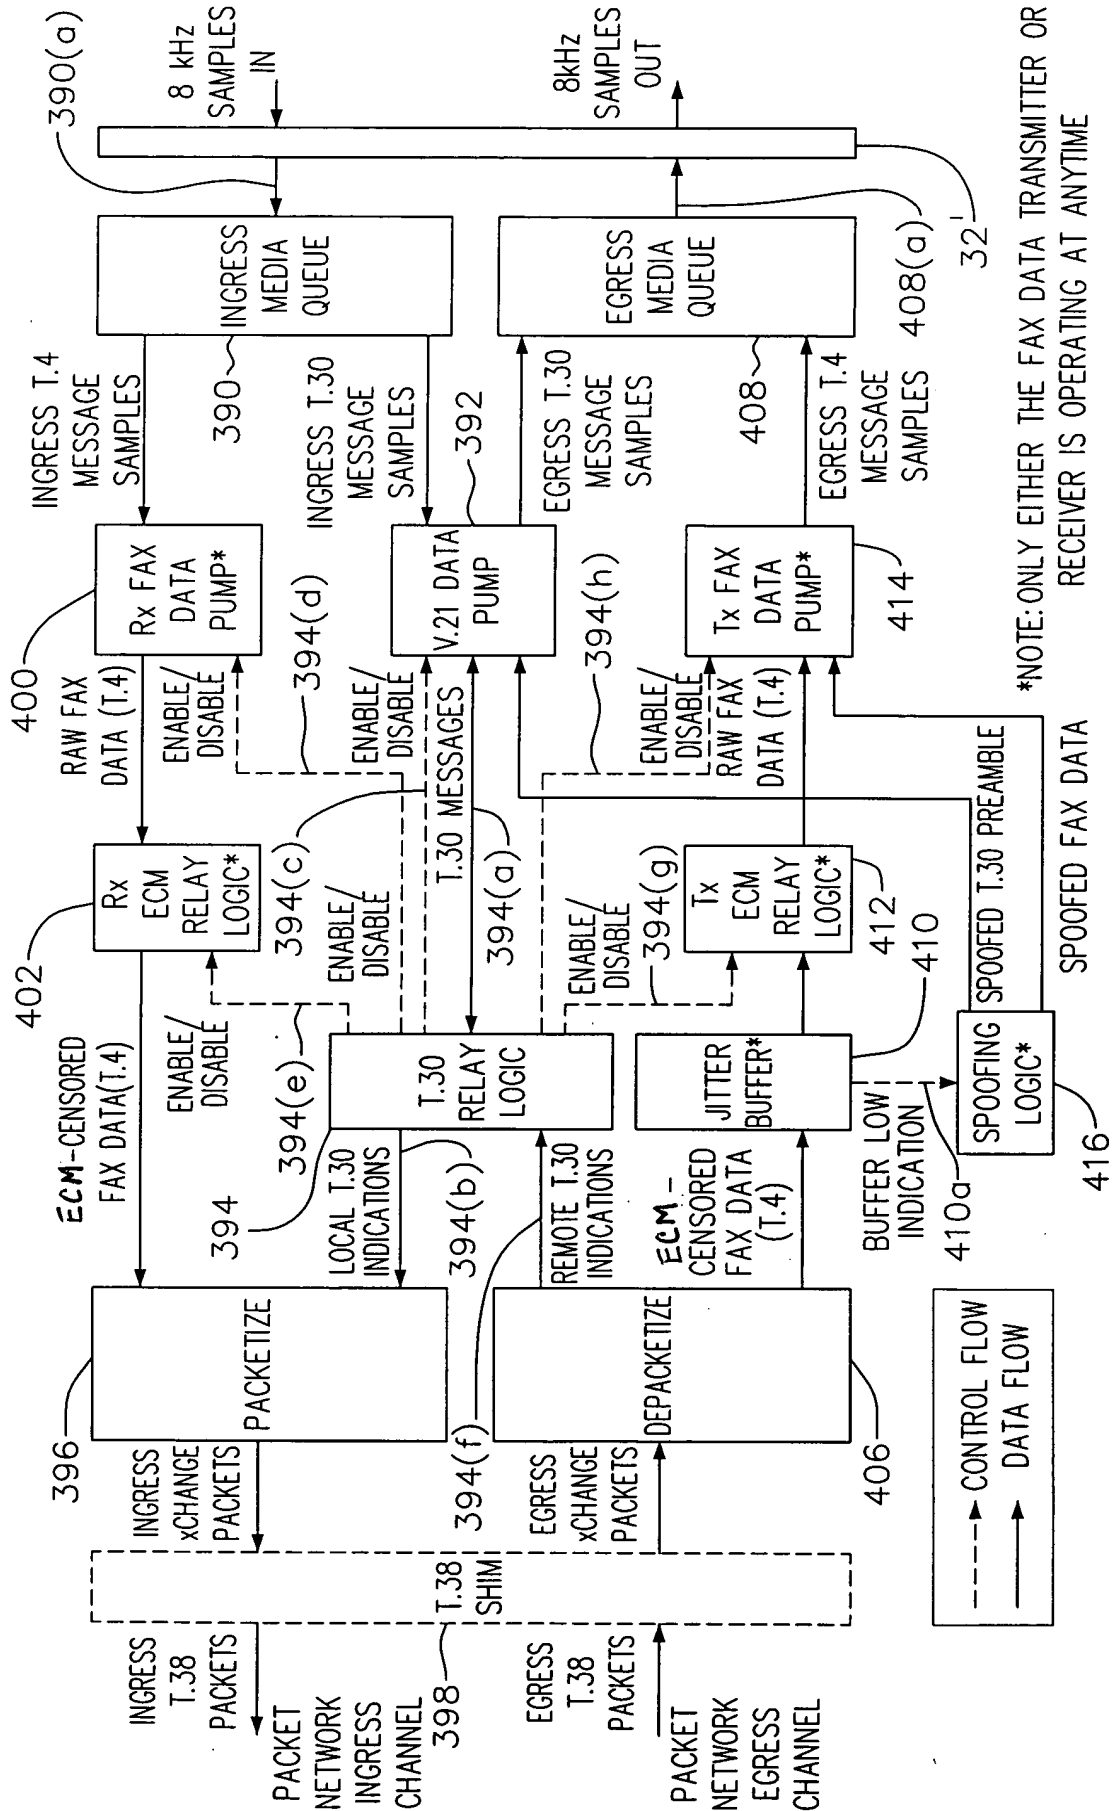 390(a)
8 kHz
SAMPLES
IN
8kHz
SAMPLES
OUT
32'
INGRESS
MEDIA
QUEUE
390
EGRESS
MEDIA
QUEUE
408
408(a)
INGRESS T.4
MESSAGE
SAMPLES
INGRESS T.30
MESSAGE
SAMPLES
392
EGRESS T.30
MESSAGE
SAMPLES
EGRESS T.4
MESSAGE
SAMPLES
400
Rx FAX
DATA
PUMP*
V.21 DATA
PUMP
Tx FAX
DATA
PUMP*
414
RAW FAX
DATA (T.4)
ENABLE/
DISABLE
394(d)
ENABLE/
DISABLE
394(c)
T.30 MESSAGES
394(a)
394(h)
ENABLE/
DISABLE
RAW FAX
DATA (T.4)
402
Rx
ECM
RELAY
LOGIC*
ENABLE/
DISABLE
ENABLE/
DISABLE
394(g)
Tx
ECM
RELAY
LOGIC*
412
410
SPOOFED T.30 PREAMBLE
SPOOFED FAX DATA
ECM-CENSORED
FAX DATA(T.4)
ENABLE/
DISABLE
394(e)
394
T.30
RELAY
LOGIC
JITTER
BUFFER*
SPOOFING
LOGIC*
416
LOCAL T.30
INDICATIONS
394(b)
REMOTE T.30
INDICATIONS
394(f)
ECM-
CENSORED
FAX DATA
(T.4)
BUFFER LOW
INDICATION
410a
396
PACKETIZE
DEPACKETIZE
406
INGRESS
xCHANGE
PACKETS
EGRESS
xCHANGE
PACKETS
T.38
SHIM
398
INGRESS
T.38
PACKETS
EGRESS
T.38
PACKETS
PACKET
NETWORK
INGRESS
CHANNEL
PACKET
NETWORK
EGRESS
CHANNEL
CONTROL FLOW
DATA FLOW
*NOTE: ONLY EITHER THE FAX DATA TRANSMITTER OR
RECEIVER IS OPERATING AT ANYTIME